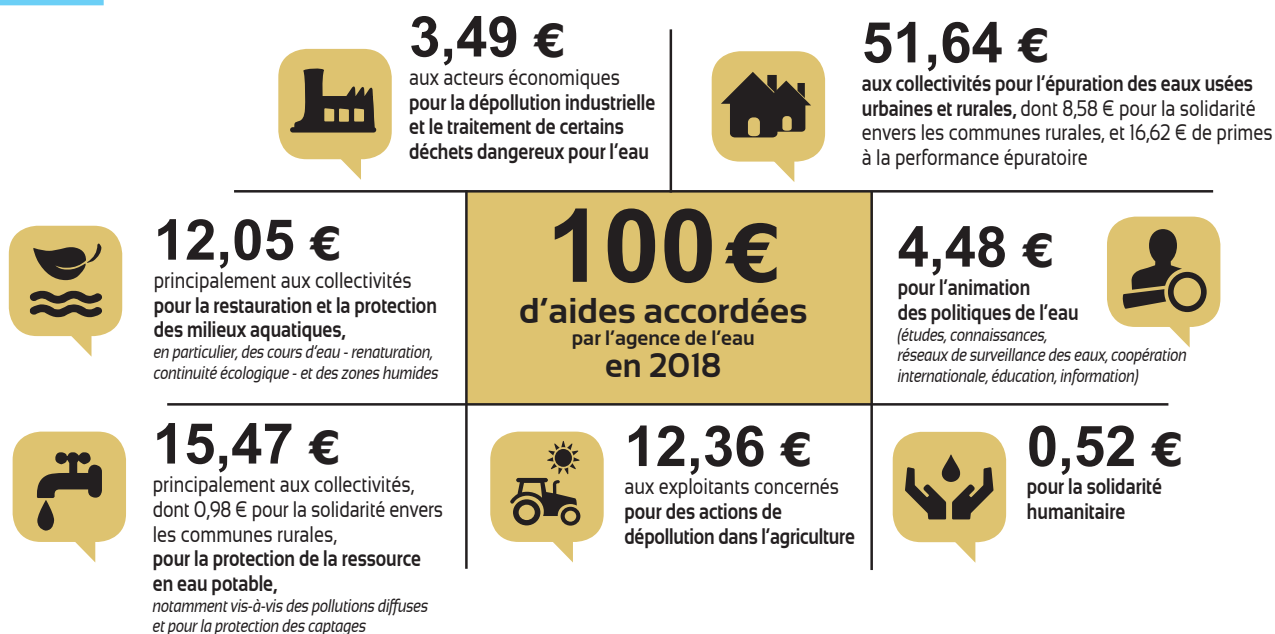 3,49 €
aux acteurs économiques
pour la dépollution industrielle
et le traitement de certains
déchets dangereux pour l'eau
51,64 €
aux collectivités pour l'épuration des eaux usées
urbaines et rurales, dont 8,58 € pour la solidarité
envers les communes rurales, et 16,62 € de primes
à la performance épuratoire
12,05 €
principalement aux collectivités
pour la restauration et la protection
des milieux aquatiques,
en particulier, des cours d'eau - renaturation,
continuité écologique - et des zones humides
100 €
d'aides accordées
par l'agence de l'eau
en 2018
4,48 €
pour l'animation
des politiques de l'eau
(études, connaissances,
réseaux de surveillance des eaux, coopération
internationale, éducation, information)
15,47 €
principalement aux collectivités,
dont 0,98 € pour la solidarité envers
les communes rurales,
pour la protection de la ressource
en eau potable,
notamment vis-à-vis des pollutions diffuses
et pour la protection des captages
12,36 €
aux exploitants concernés
pour des actions de
dépollution dans l'agriculture
0,52 €
pour la solidarité
humanitaire